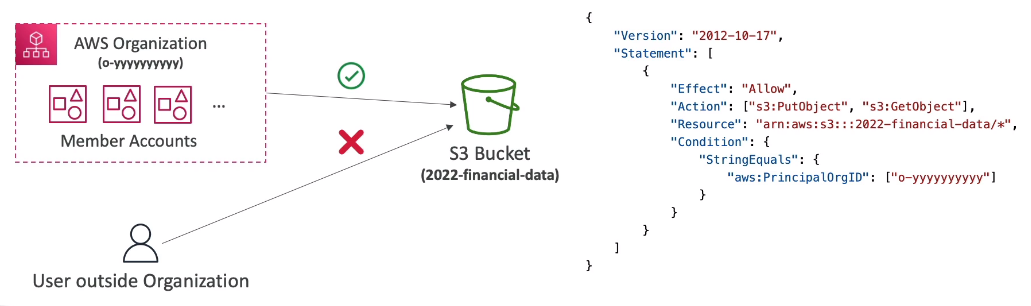 AWS Organization
(o-yyyyyyyyyy)
...
Member Accounts
S3 Bucket
(2022-financial-data)
User outside Organization
{
    "Version": "2012-10-17",
    "Statement": [
        {
            "Effect": "Allow",
            "Action": ["s3:PutObject", "s3:GetObject"],
            "Resource": "arn:aws:s3:::2022-financial-data/*",
            "Condition": {
                "StringEquals": {
                    "aws:PrincipalOrgID": ["o-yyyyyyyyyy"]
                }
            }
        }
    ]
}